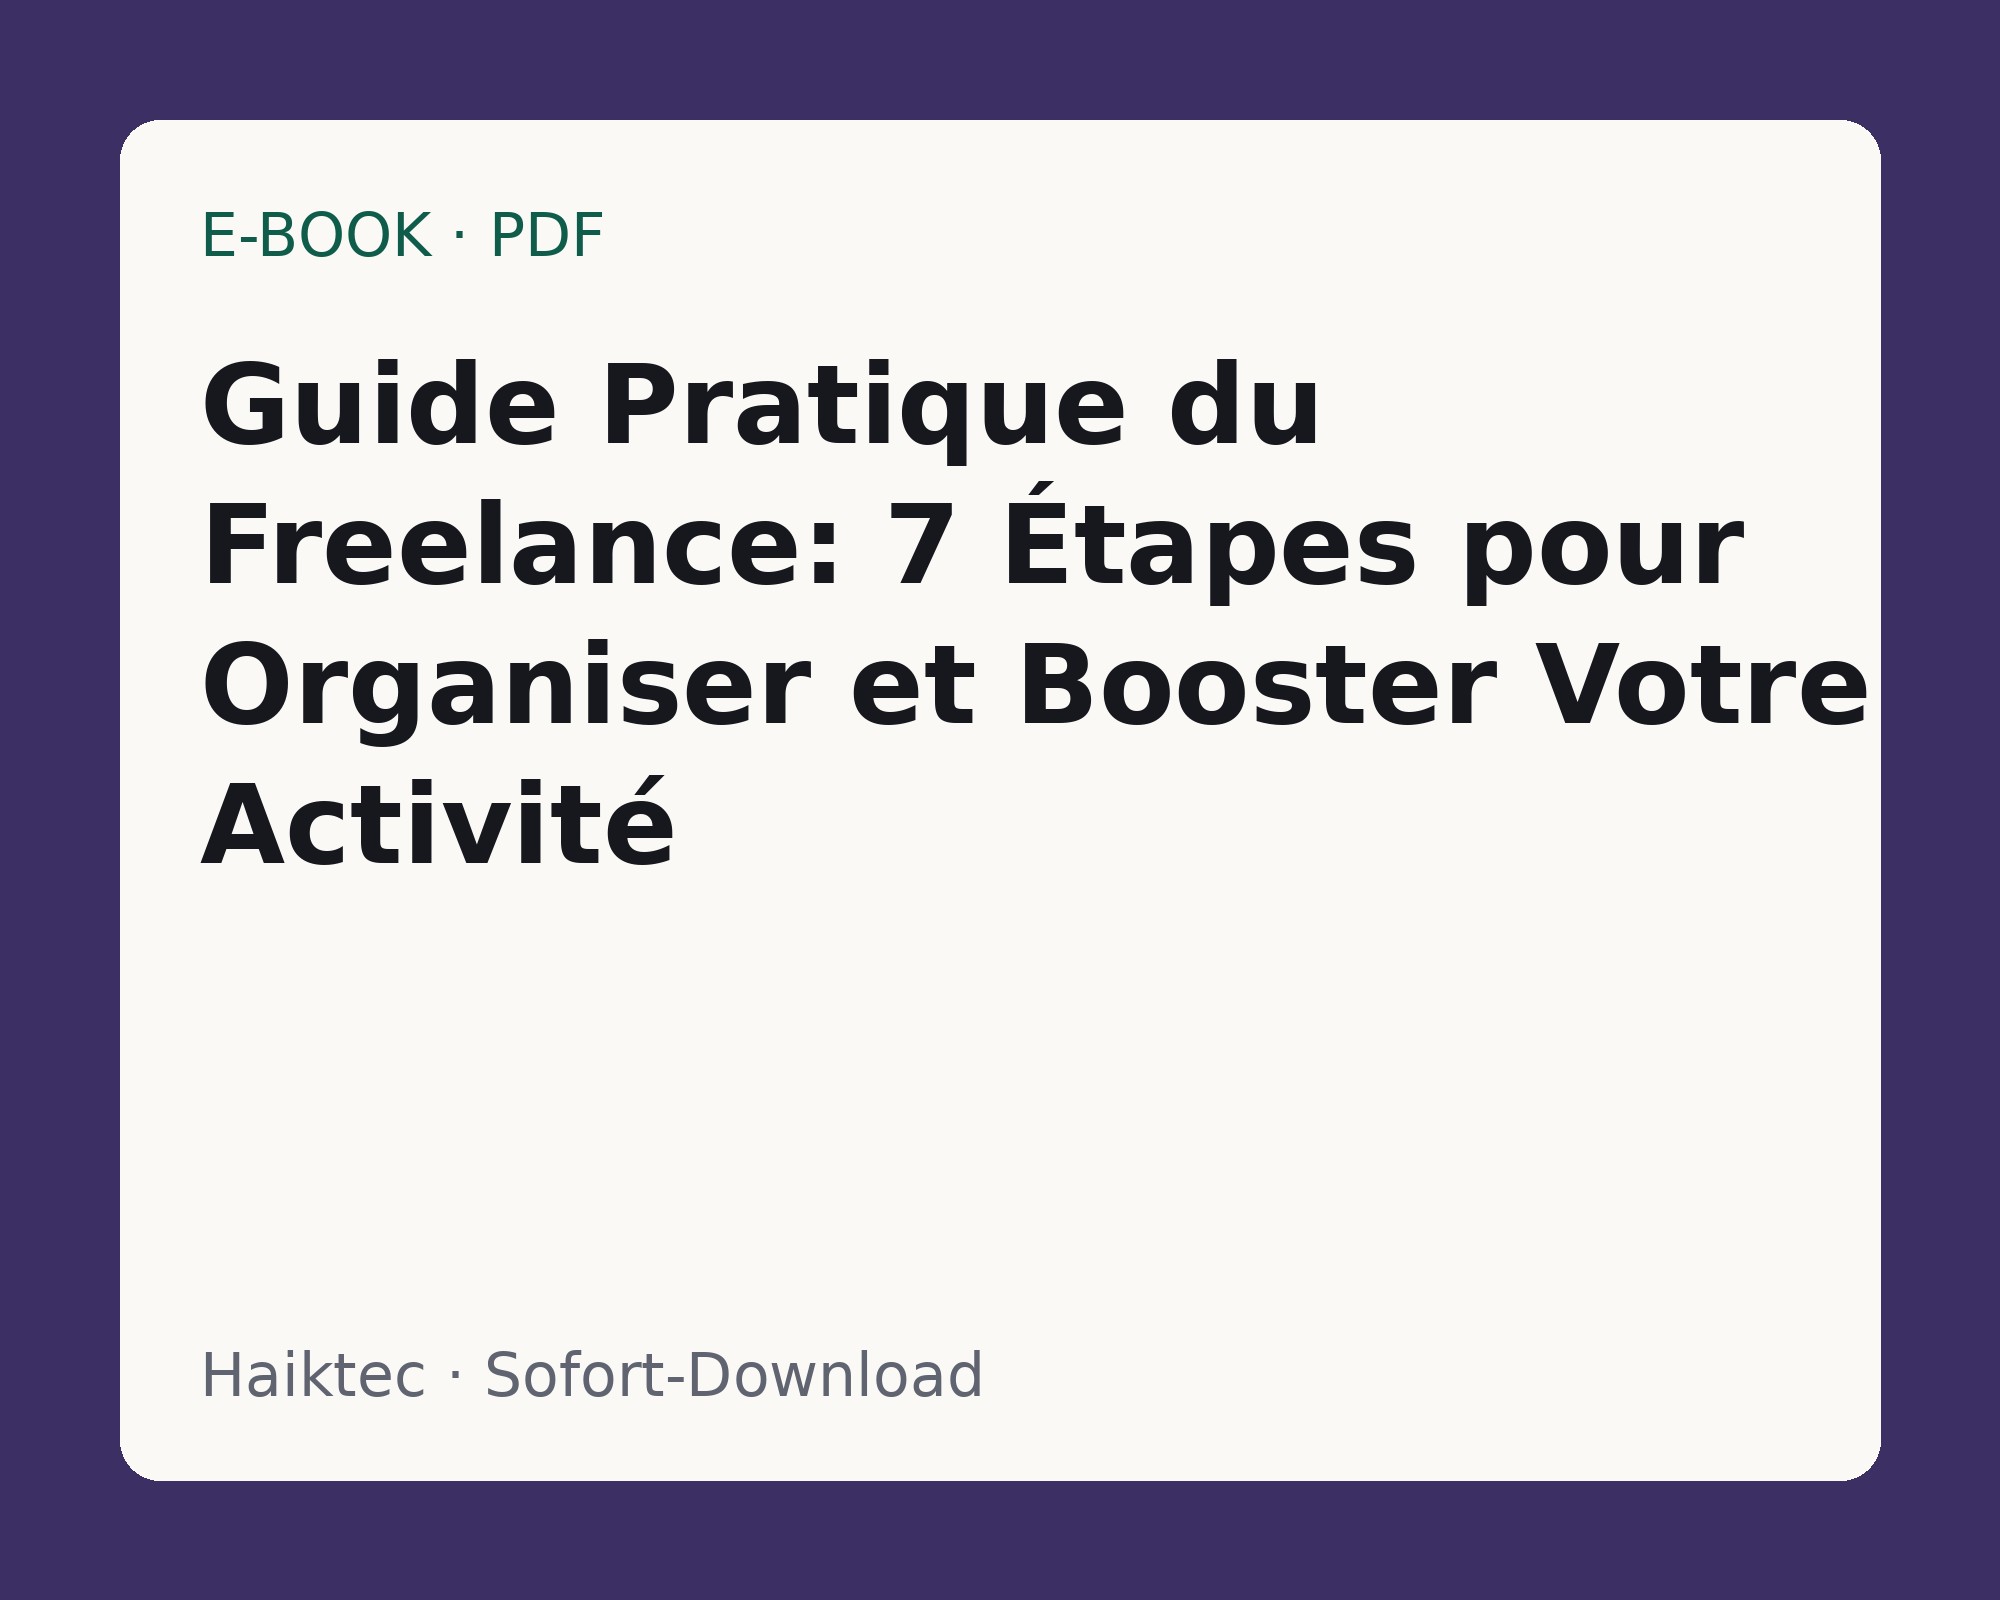 E-BOOK · PDF
Guide Pratique du
Freelance: 7 Étapes pour
Organiser et Booster Votre
Activité
Haiktec · Sofort-Download